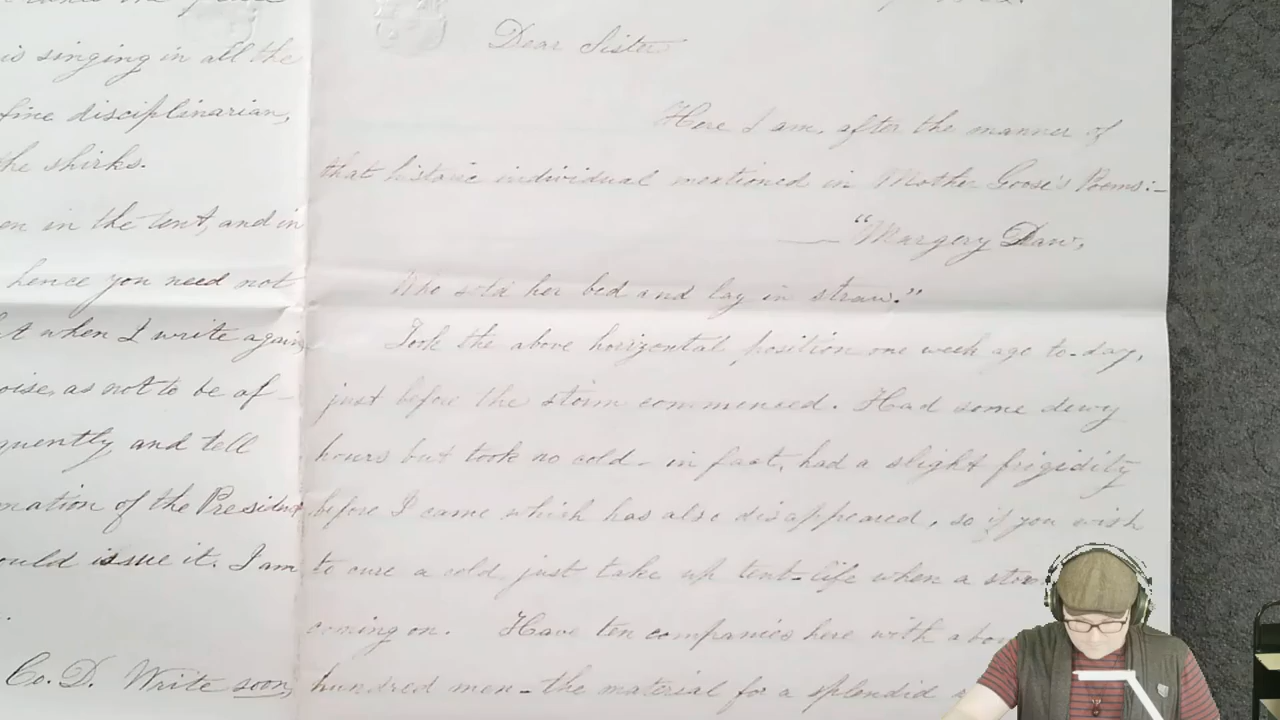 is singing in all the
fine disciplinarian,
the shirks.
en in the tent, and in
hence you need not
when I write again,
oise, as not to be af-
quently, and tell
mation of the President
ould issue it. I am
Co. D. Write soon,
Dear Sister
Here I am, after the manner of
that historic individual mentioned in Mother Goose's Poems:-
"Margery Daw,
Who sold her bed and lay in straw."
Took the above horizontal position one week ago to-day,
just before the storm commenced. Had some dewy
hours but took no cold - in fact, had a slight frigidity
before I came which has also disappeared, so if you wish
to cure a cold just take up tent-life when a
coming on. Have ten companies here with
hundred men - the material for a splendid